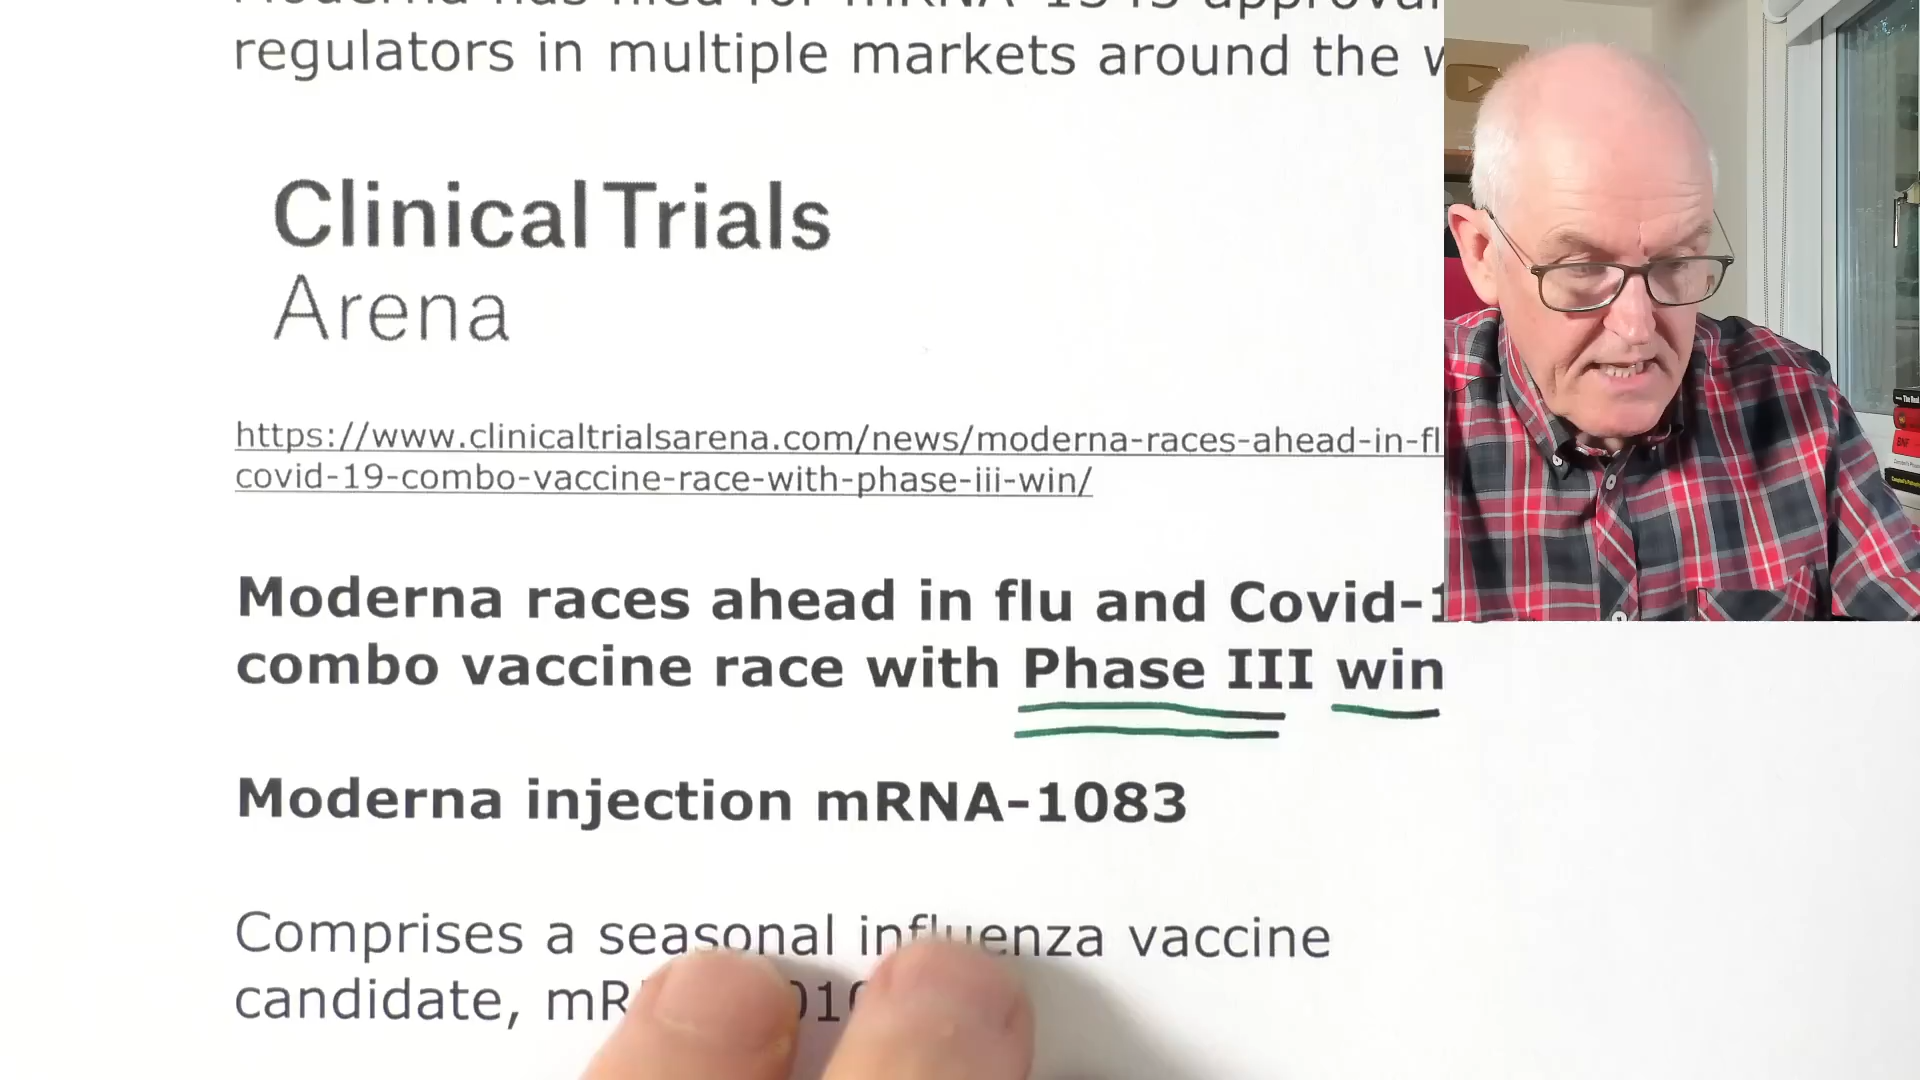 regulators in multiple markets around the
Clinical Trials
Arena
https://www.clinicaltrialsarena.com/news/moderna-races-ahead-in-fl
covid-19-combo-vaccine-race-with-phase-iii-win/
Moderna races ahead in flu and Covid-1
combo vaccine race with Phase III win
Moderna injection mRNA-1083
Comprises a seasonal influenza vaccine
candidate,
BNF